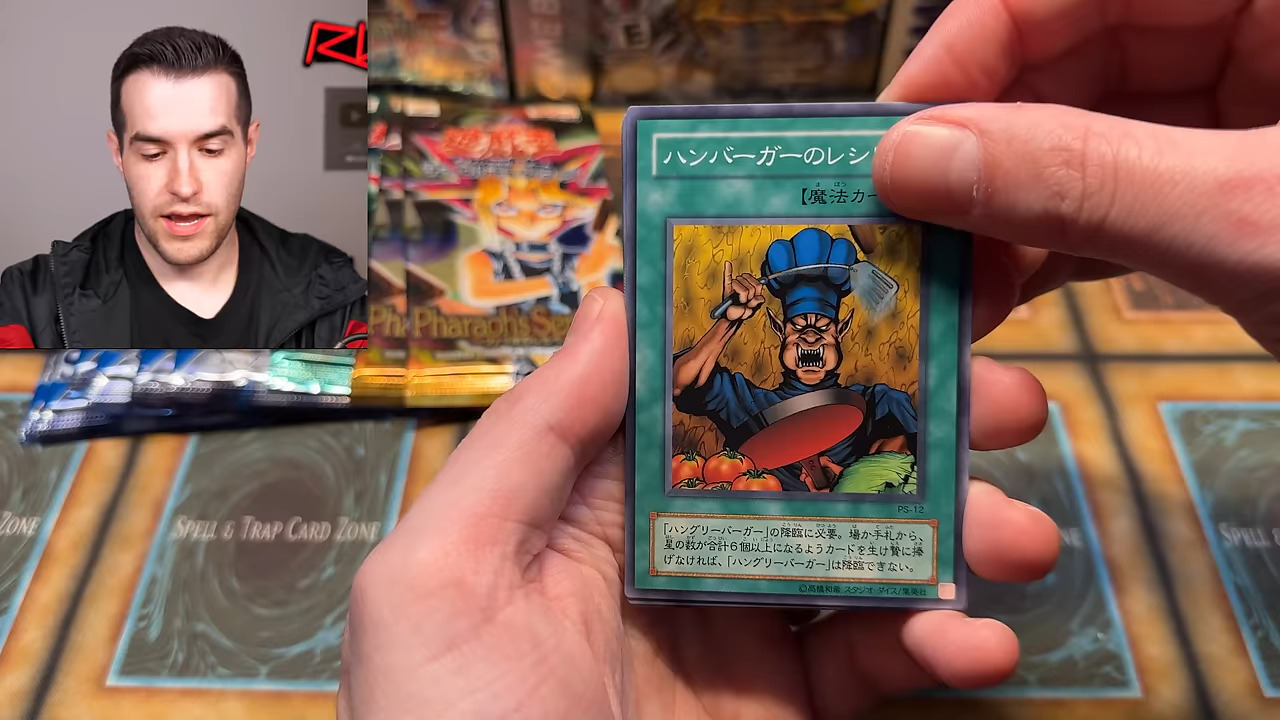 ハンバーガーのレシ
【魔法カー
PS-12
「ハングリーバーガー」の降臨に必要。場か手札から、
星の数が合計6個以上になるようカードを生け贄に捧
げなければ、「ハングリーバーガー」は降臨できない。
©高橋和希 スタジオ・ダイス/集英社
Pharaoh's Se
ZONE
SPELL & TRAP CARD ZONE
SPELL &